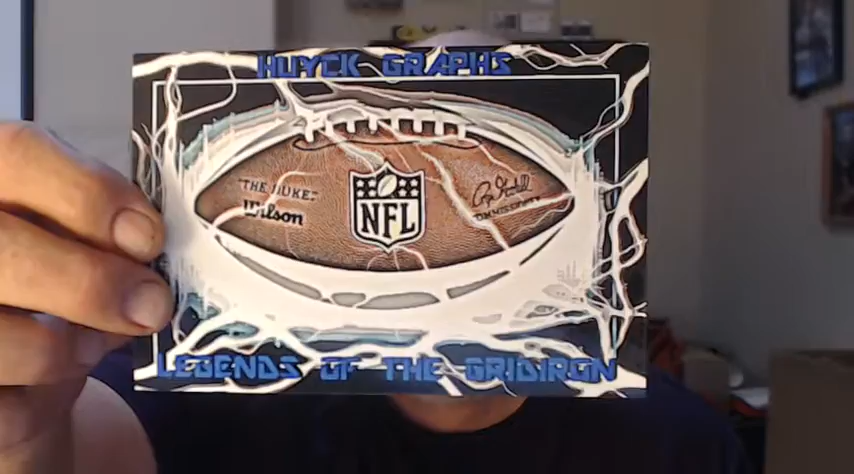 HUYCK GRAPHS
"THE DUKE"
Wilson
NFL
LEGENDS OF THE GRIDIRON